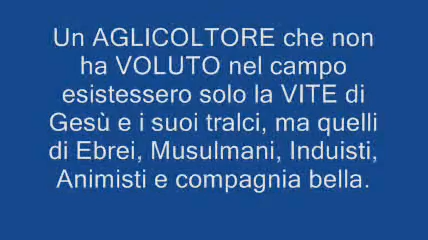 Un AGLICOLTORE che non
ha VOLUTO nel campo
esistessero solo la VITE di
Gesù e i suoi tralci, ma quelli
di Ebrei, Musulmani, Induisti,
Animisti e compagnia bella.